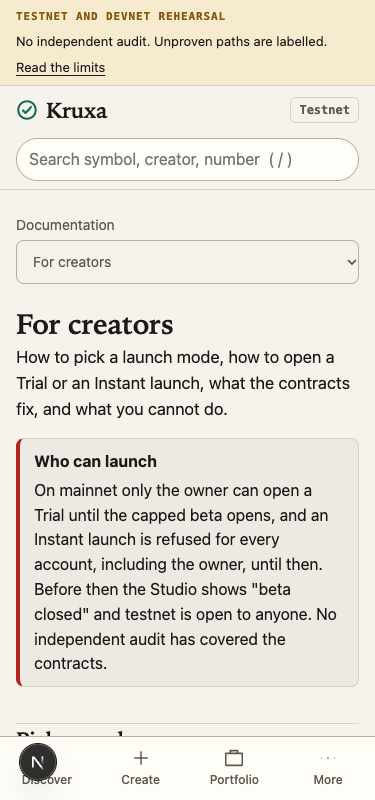 TESTNET AND DEVNET REHEARSAL
No independent audit. Unproven paths are labelled.
Read the limits
Kruxa
Testnet
Search symbol, creator, number ( / )
Documentation
For creators
For creators
How to pick a launch mode, how to open a
Trial or an Instant launch, what the contracts
fix, and what you cannot do.
Who can launch
On mainnet only the owner can open a
Trial until the capped beta opens, and an
Instant launch is refused for every
account, including the owner, until then.
Before then the Studio shows "beta
closed" and testnet is open to anyone. No
independent audit has covered the
contracts.
N
Discover
Create
Portfolio
More